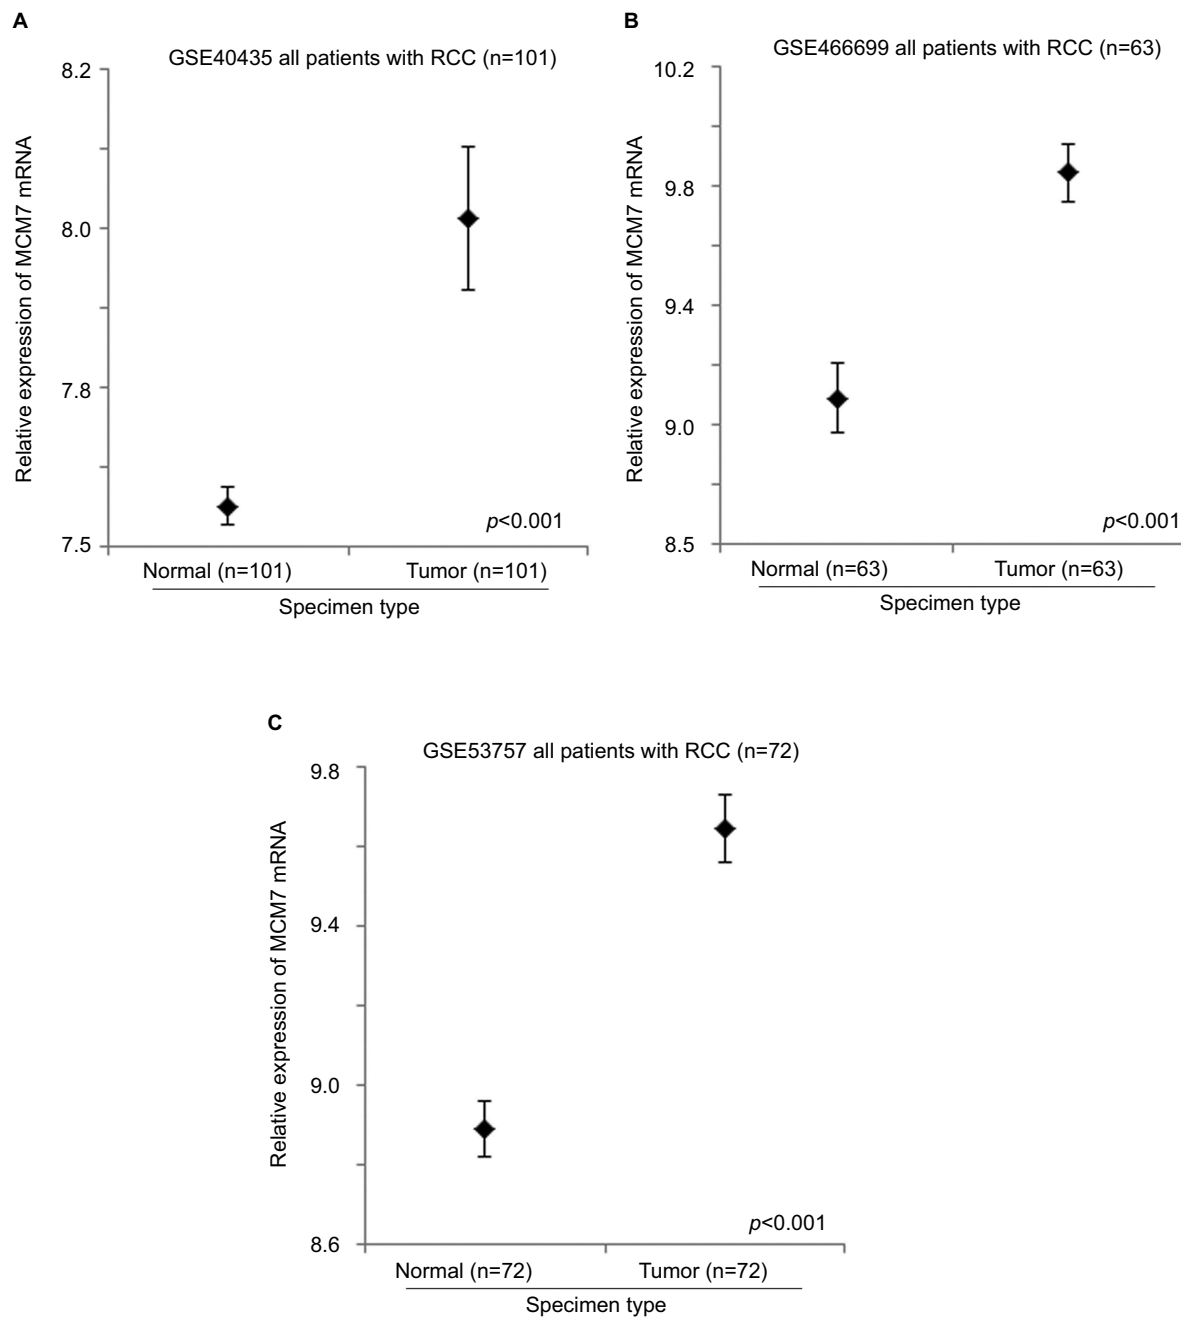 A
GSE40435 all patients with RCC (n=101)
Relative expression of MCM7 mRNA
8.2
8.0
7.8
7.5
p<0.001
Normal (n=101) Tumor (n=101)
Specimen type
B
GSE466699 all patients with RCC (n=63)
Relative expression of MCM7 mRNA
10.2
9.8
9.4
9.0
8.5
p<0.001
Normal (n=63) Tumor (n=63)
Specimen type
C
GSE53757 all patients with RCC (n=72)
Relative expression of MCM7 mRNA
9.8
9.4
9.0
8.6
p<0.001
Normal (n=72) Tumor (n=72)
Specimen type